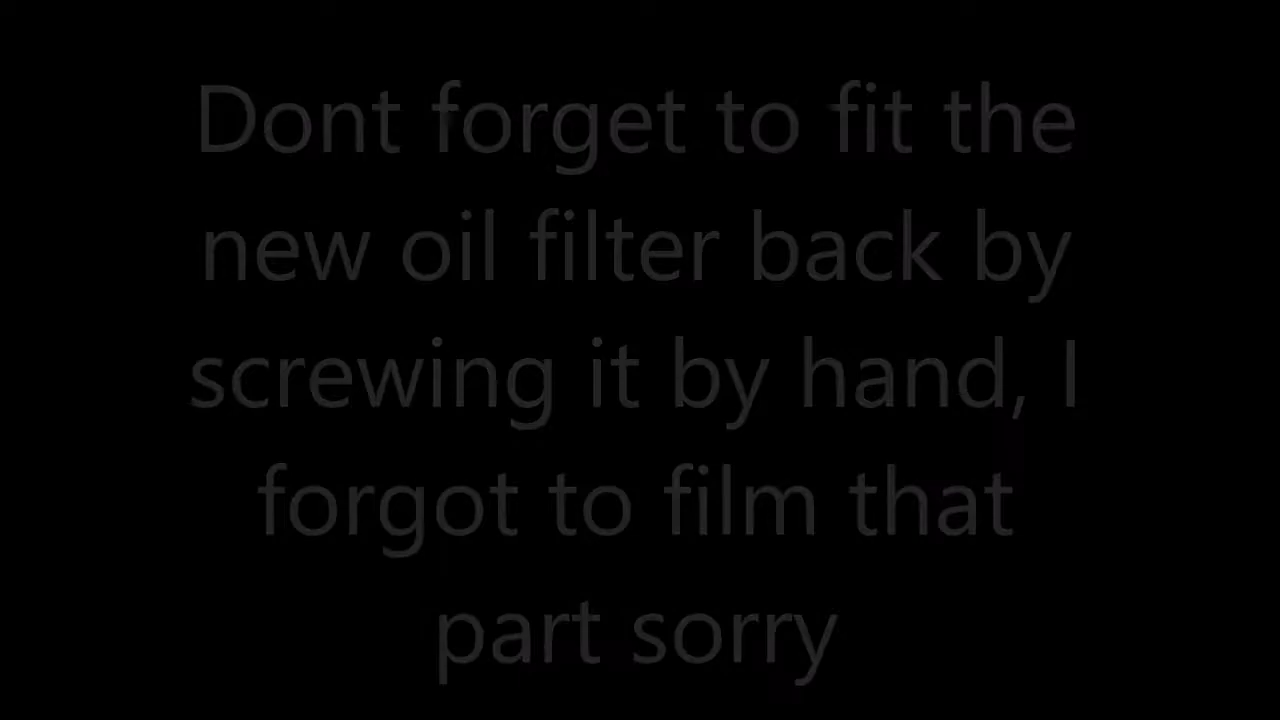 Dont forget to fit the
new oil filter back by
screwing it by hand, I
forgot to film that
part sorry